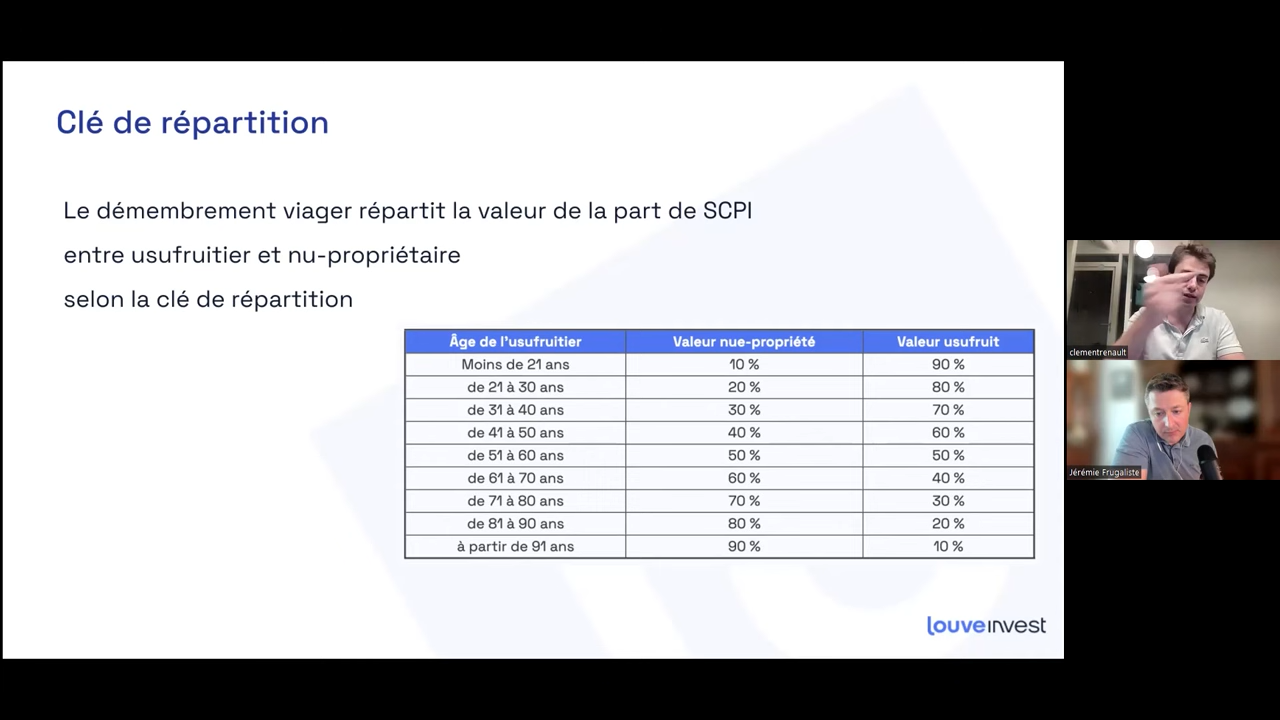 Clé de répartition
Le démembrement viager répartit la valeur de la part de SCPI
entre usufruitier et nu-propriétaire
selon la clé de répartition
Âge de l'usufruitier Valeur nue-propriété Valeur usufruit
Moins de 21 ans 10 % 90 %
de 21 à 30 ans 20 % 80 %
de 31 à 40 ans 30 % 70 %
de 41 à 50 ans 40 % 60 %
de 51 à 60 ans 50 % 50 %
de 61 à 70 ans 60 % 40 %
de 71 à 80 ans 70 % 30 %
de 81 à 90 ans 80 % 20 %
à partir de 91 ans 90 % 10 %
louveinvest
clementrenault
Jérémie Frugaliste